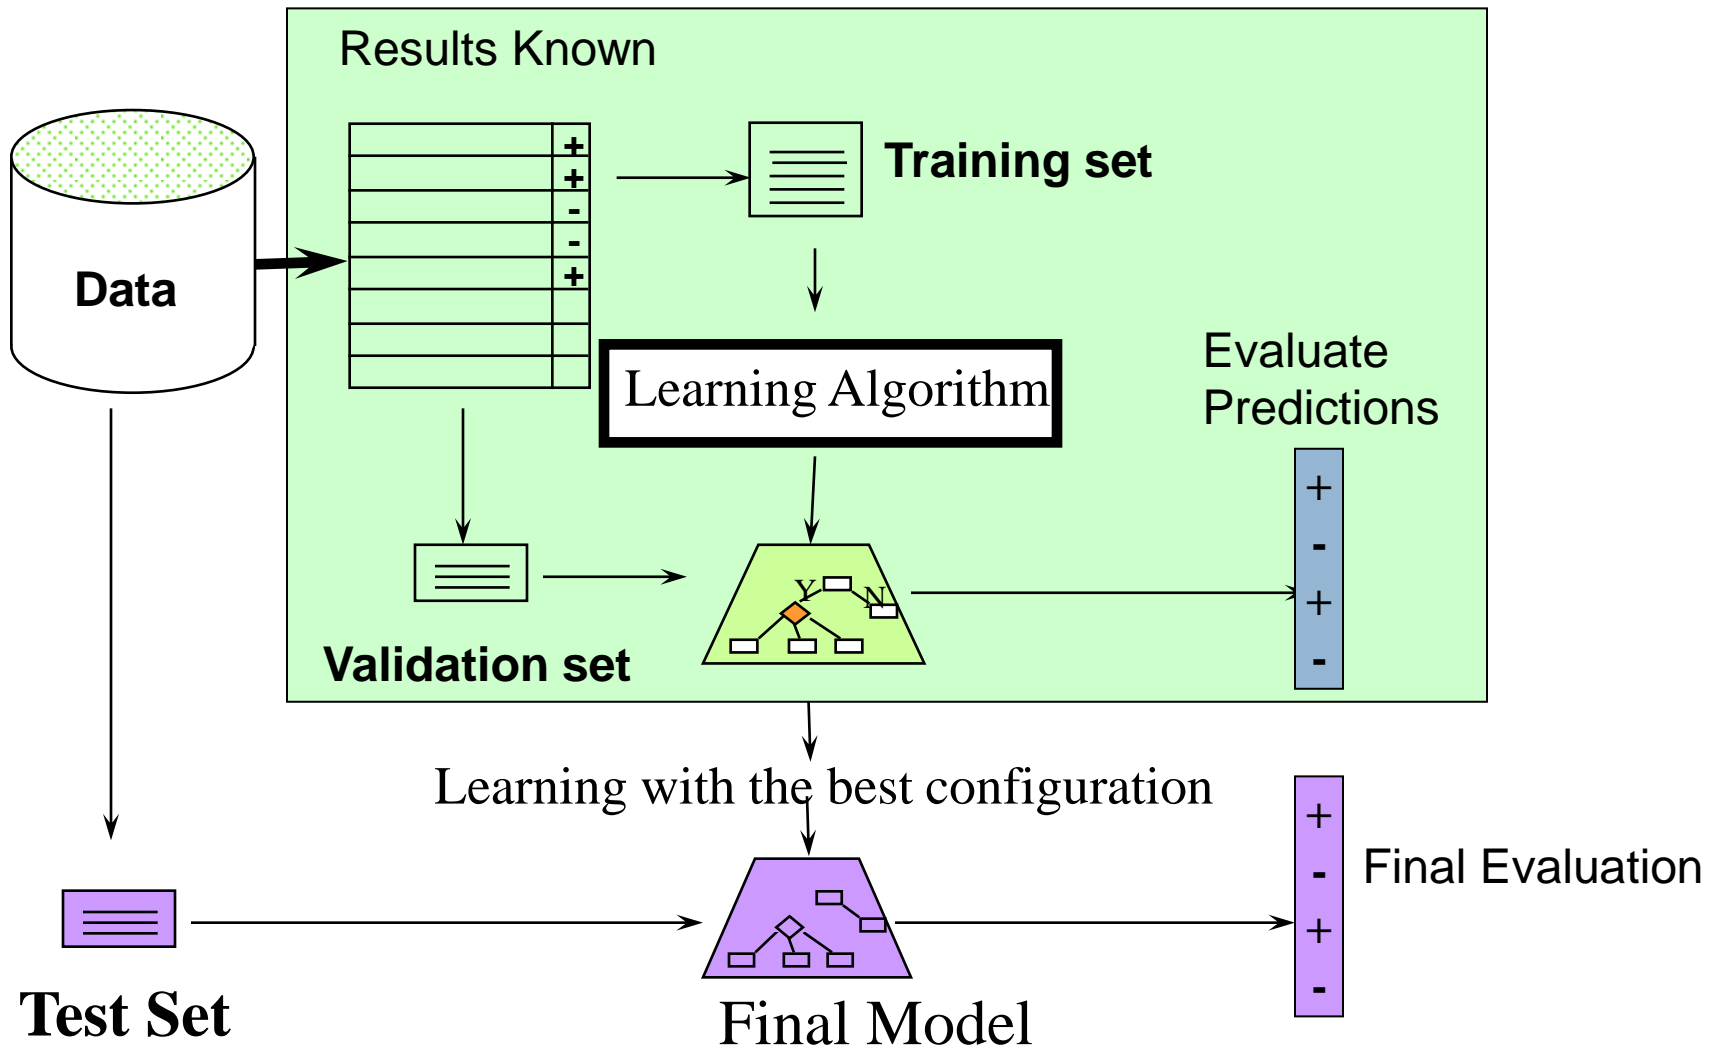 Results Known
+
+
-
-
+
Training set
Data
Learning Algorithm
Evaluate
Predictions
+
-
+
-
Y
N
Validation set
Learning with the best configuration
+
-
+
-
Final Evaluation
Test Set
Final Model